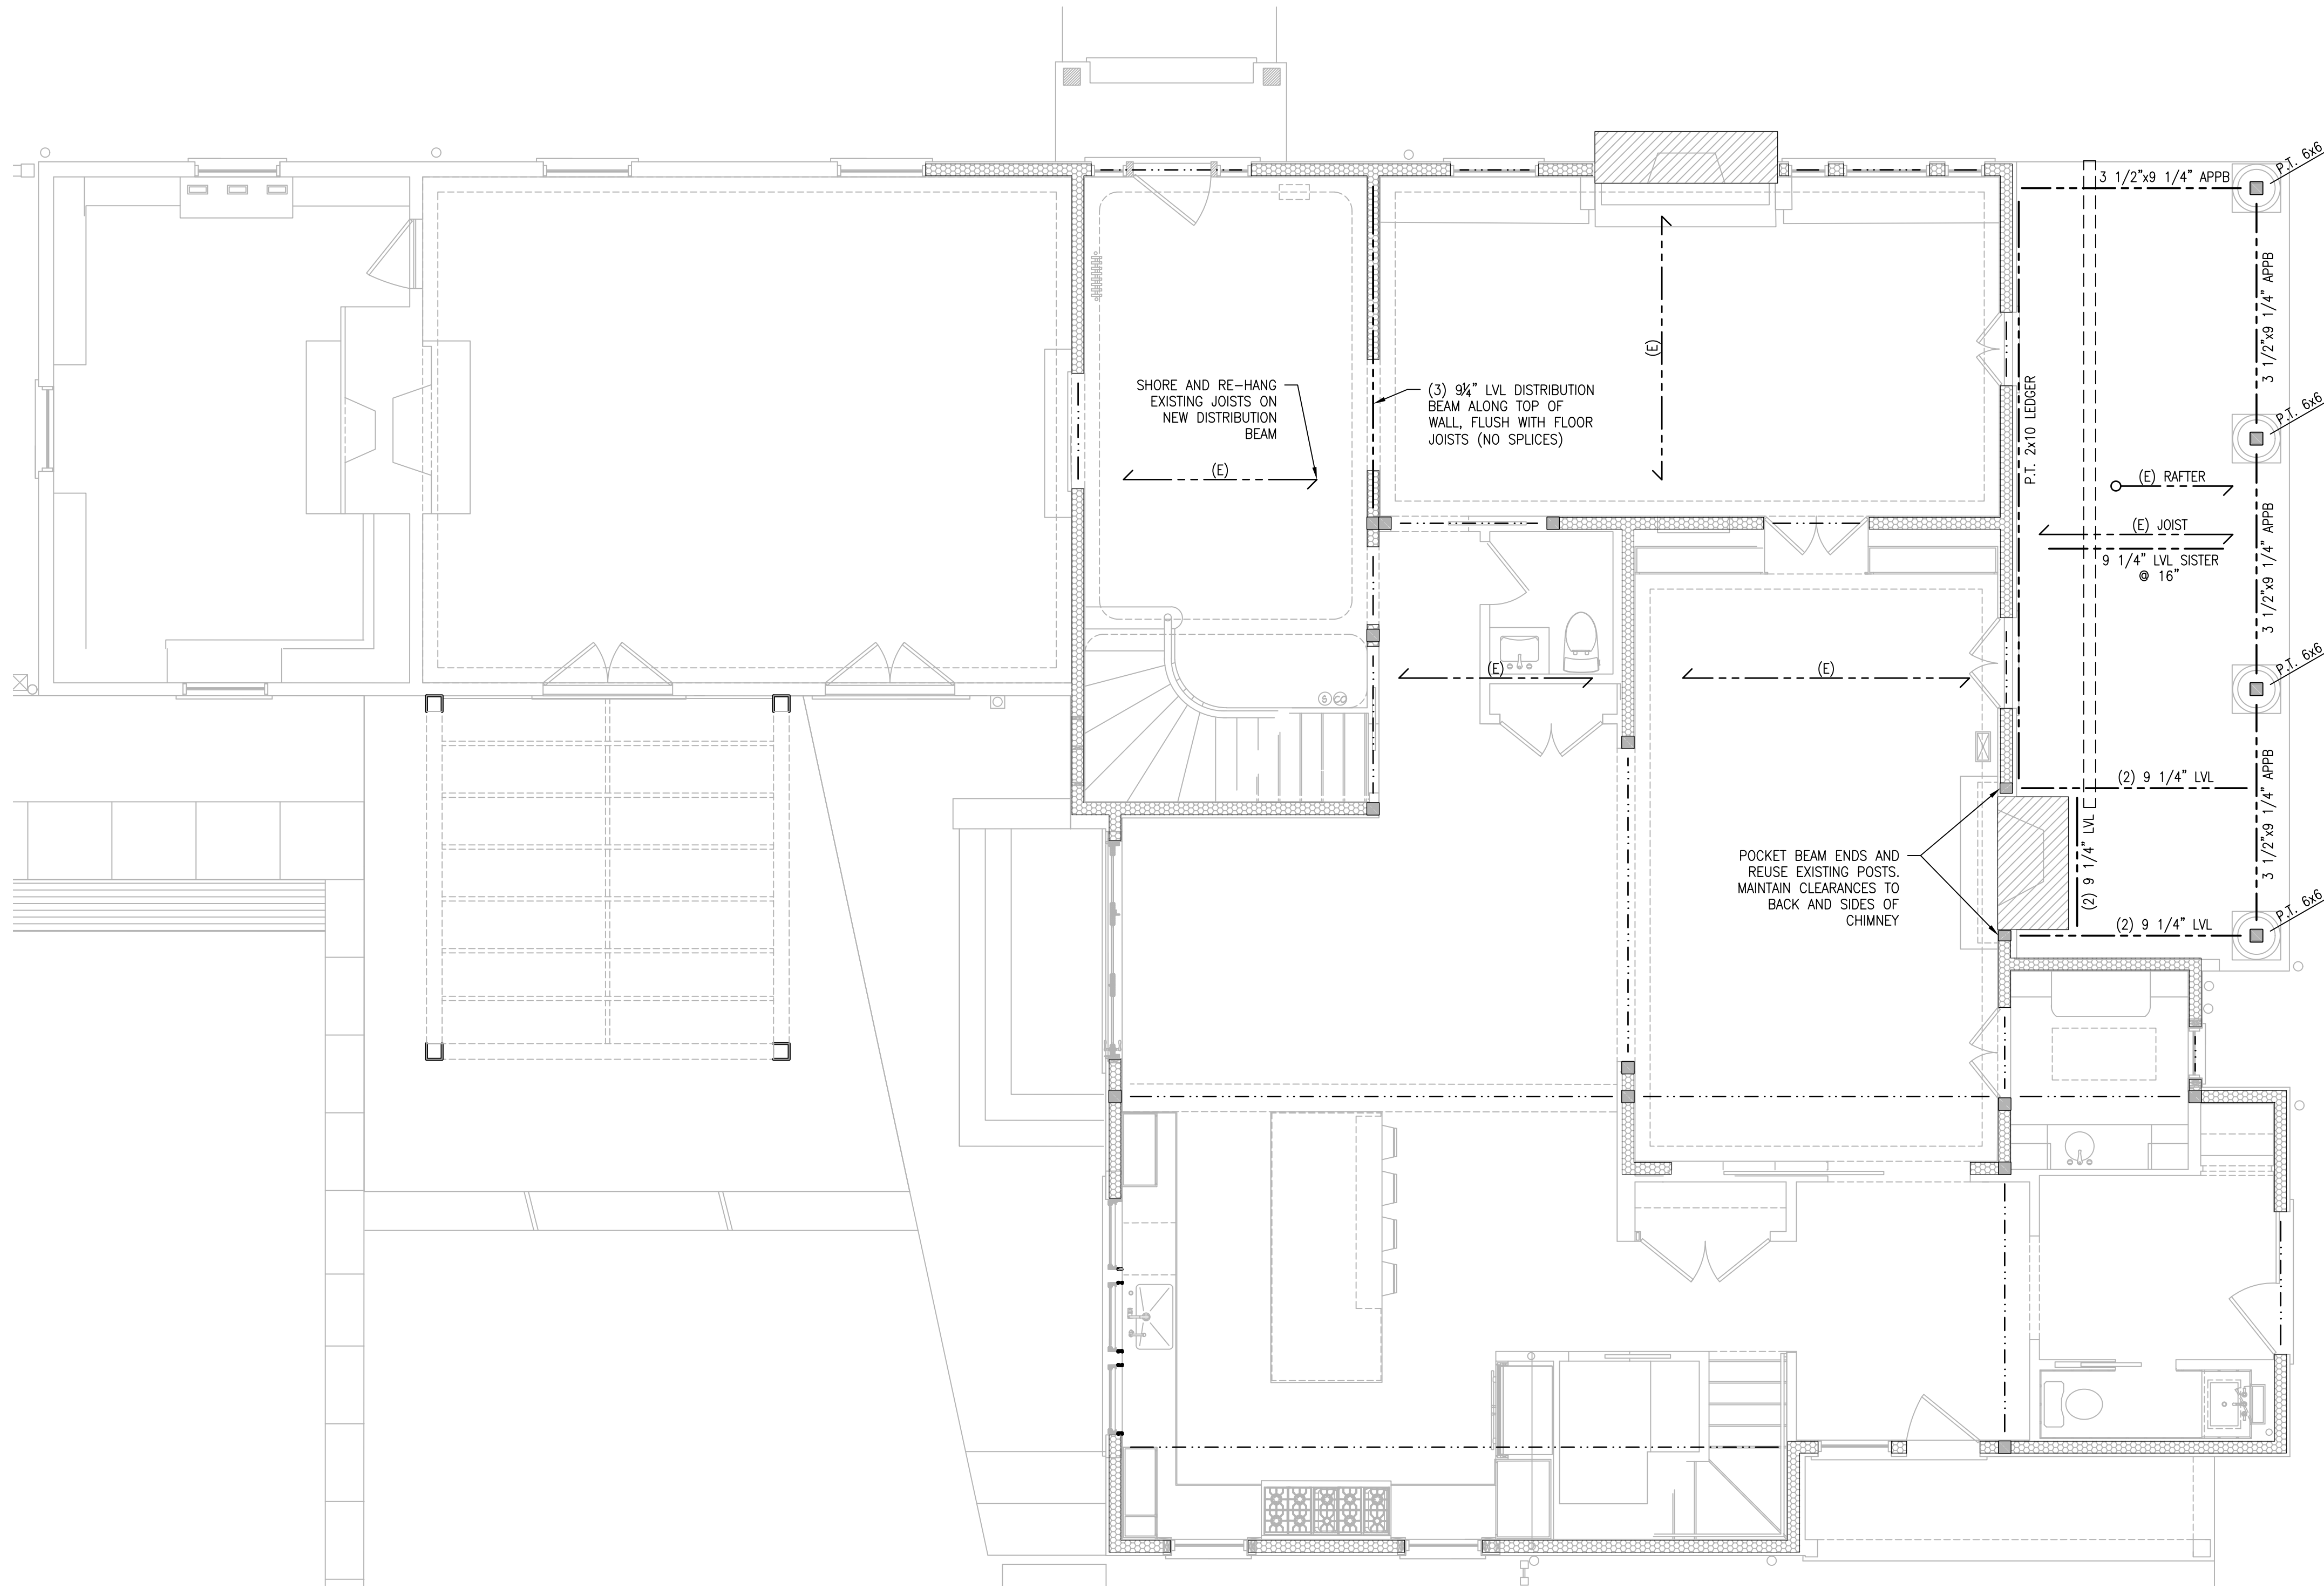 P.T. 6x6
3 1/2"x9 1/4" APPB
3 1/2"x9 1/4" APPB
P.T. 2x10 LEDGER
SHORE AND RE-HANG
EXISTING JOISTS ON
NEW DISTRIBUTION
BEAM
(E)
(3) 9¼" LVL DISTRIBUTION
BEAM ALONG TOP OF
WALL, FLUSH WITH FLOOR
JOISTS (NO SPLICES)
(E)
P.T. 6x6
(E) RAFTER
(E) JOIST
9 1/4" LVL SISTER
@ 16"
3 1/2"x9 1/4" APPB
(E)
(E)
S
CO
P.T. 6x6
(2) 9 1/4" LVL
3 1/2"x9 1/4" APPB
(2) 9 1/4" LVL
POCKET BEAM ENDS AND
REUSE EXISTING POSTS.
MAINTAIN CLEARANCES TO
BACK AND SIDES OF
CHIMNEY
(2) 9 1/4" LVL
P.T. 6x6